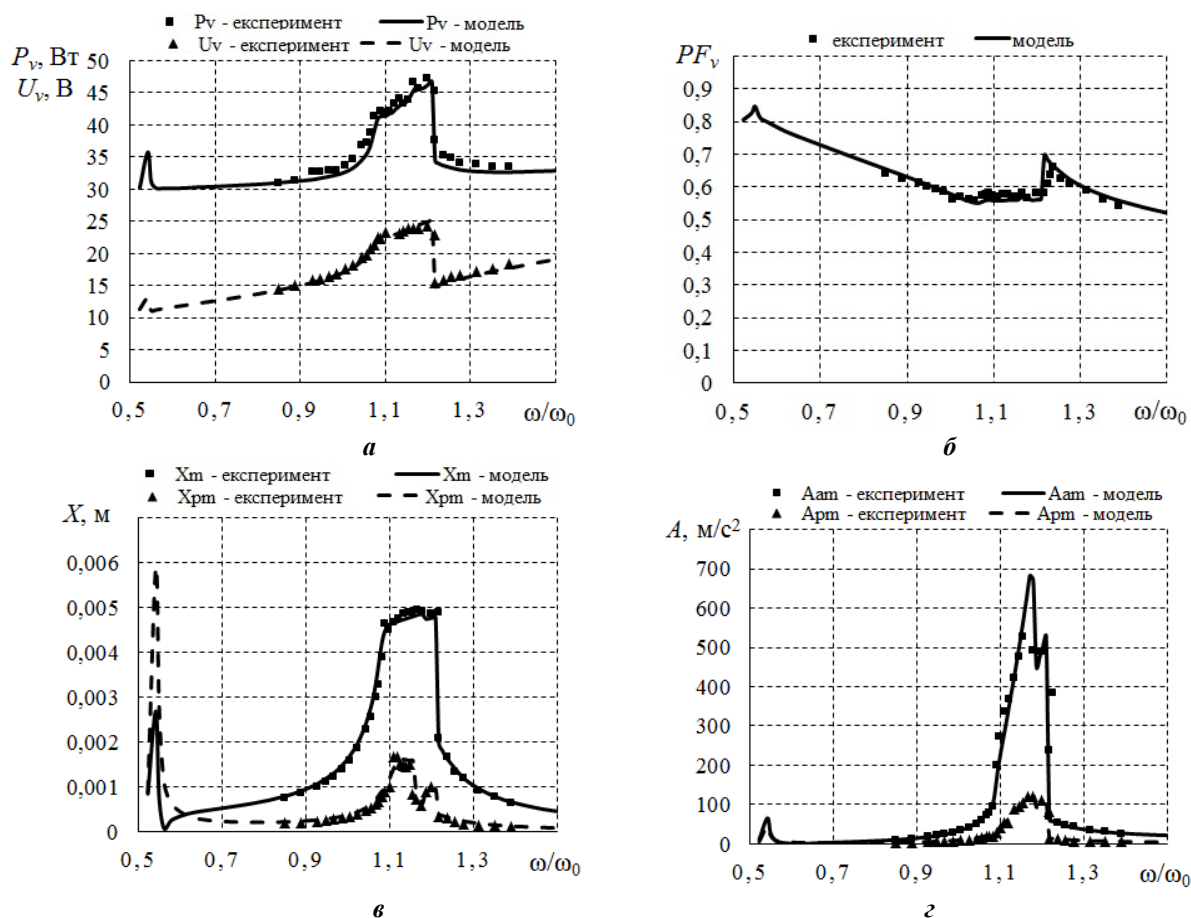 Pv - експеримент Pv - модель
Uv - експеримент Uv - модель
Pv, Вт
Uv, В
50
45
40
35
30
25
20
15
10
5
0
0,5 0,7 0,9 1,1 1,3 ω/ω0
а
експеримент модель
PFv
0,9
0,8
0,7
0,6
0,5
0,4
0,3
0,2
0,1
0
0,5 0,7 0,9 1,1 1,3 ω/ω0
б
Xm - експеримент Xm - модель
Xpm - експеримент Xpm - модель
X, м
0,006
0,005
0,004
0,003
0,002
0,001
0
0,5 0,7 0,9 1,1 1,3 ω/ω0
в
Aam - експеримент Aam - модель
Apm - експеримент Apm - модель
A, м/с²
700
600
500
400
300
200
100
0
0,5 0,7 0,9 1,1 1,3 ω/ω0
г